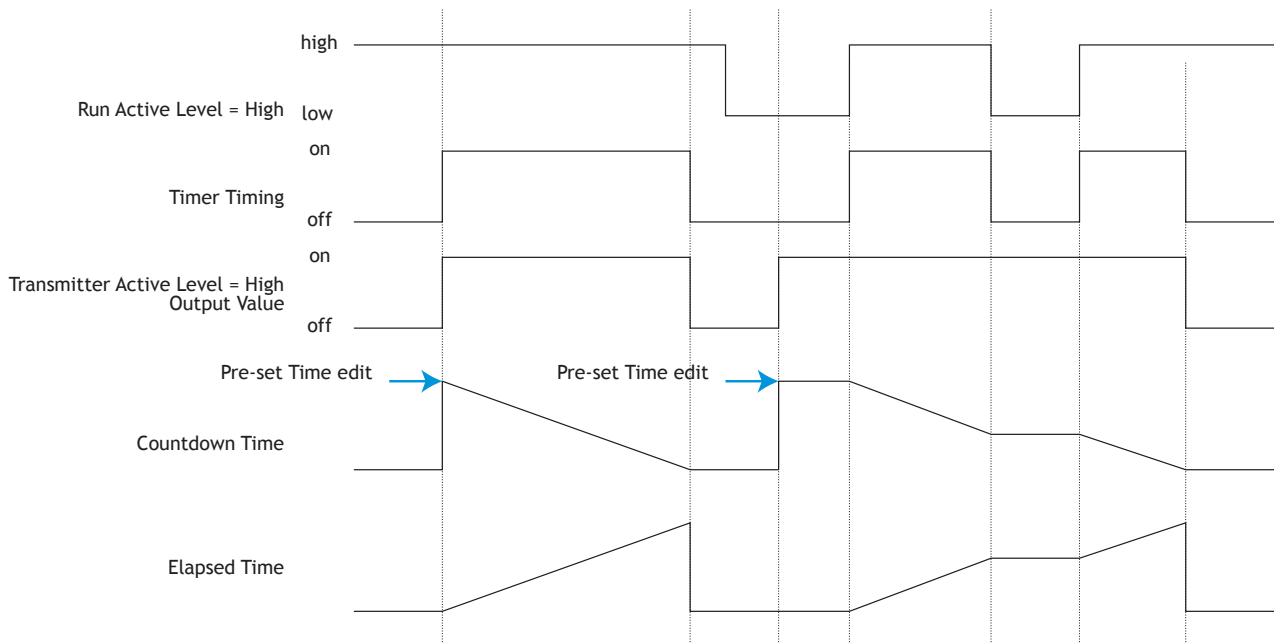 high
Run Active Level = High
low
on
Timer Timing
off
on
Transmitter Active Level = High
Output Value
off
Pre-set Time edit
Pre-set Time edit
Countdown Time
Elapsed Time